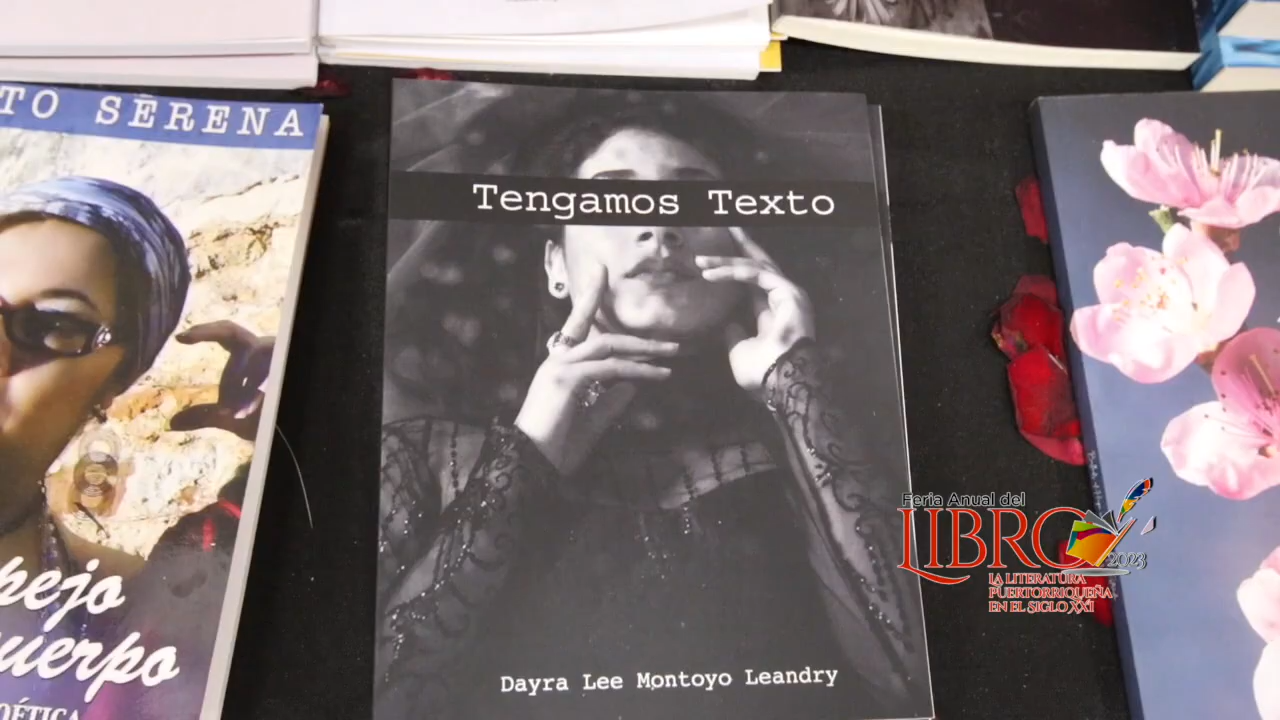 TO SERENA
Tengamos Texto
Dayra Lee Montoyo Leandry
pejo
uerpo
OÉTICA
Feria Anual del
LIBRO
2023
LA LITERATURA
PUERTORRIQUEÑA
EN EL SIGLO XXI